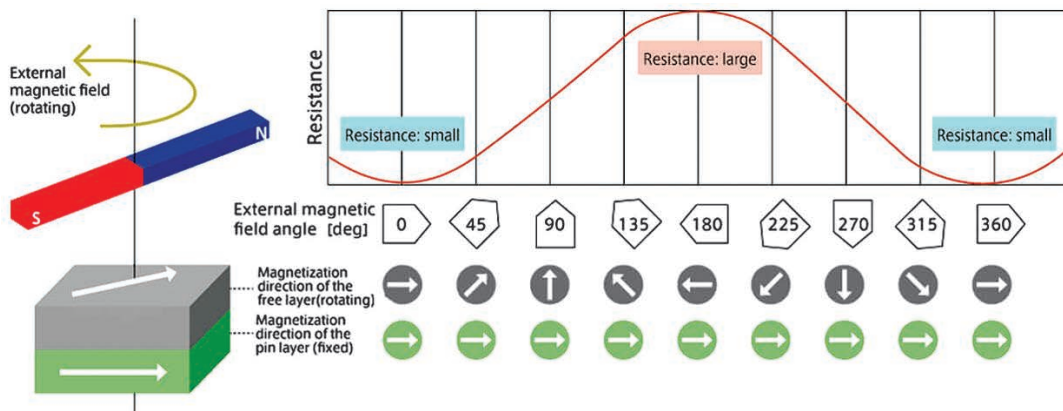 External
magnetic field
(rotating)
N
S
Resistance
Resistance: small
Resistance: large
Resistance: small
External magnetic
field angle [deg]
0
45
90
135
180
225
270
315
360
Magnetization
direction of the
free layer(rotating)
Magnetization
direction of the
pin layer (fixed)